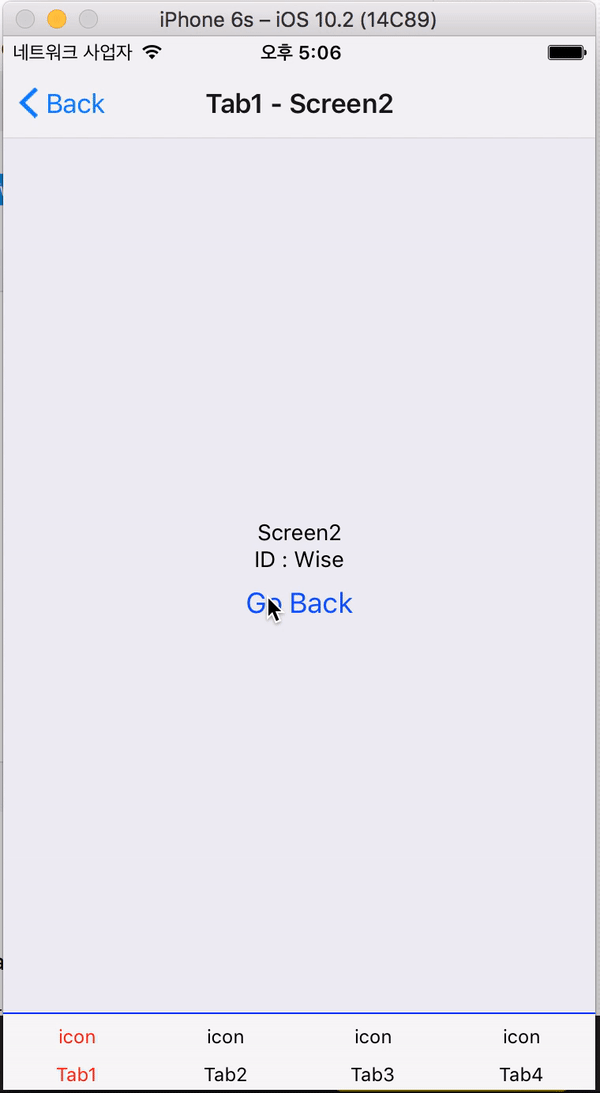 iPhone 6s – iOS 10.2 (14C89)
네트워크 사업자 오후 5:06
Back Tab1 - Screen2
Screen2
ID : Wise
Go Back
icon icon icon icon
Tab1 Tab2 Tab3 Tab4